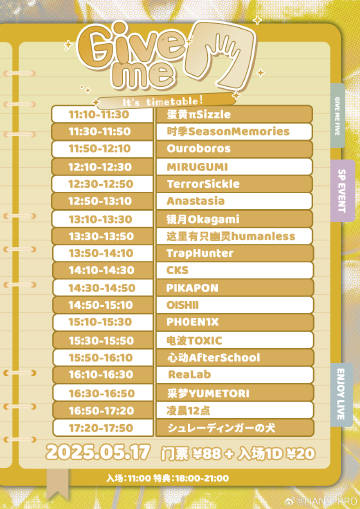 Give
me
It's timetable!
11:10-11:30 蛋黄πSizzle
11:30-11:50 时季SeasonMemories
11:50-12:10 Ouroboros
12:10-12:30 MIRUGUMI
12:30-12:50 TerrorSickle
12:50-13:10 Anastasia
13:10-13:30 镜月Okagami
13:30-13:50 这里有只幽灵humanless
13:50-14:10 TrapHunter
14:10-14:30 CKS
14:30-14:50 PIKAPON
14:50-15:10 OISHII
15:10-15:30 PH0EN1X
15:30-15:50 电波TOXIC
15:50-16:10 心动AfterSchool
16:10-16:30 ReaLab
16:30-16:50 采梦YUMETORI
16:50-17:20 凌晨12点
17:20-17:50 シュレーディンガーの犬
2025.05.17 门票 ¥88 + 入场1D ¥20
入场:11:00 特典:18:00-21:00
GIVE ME FIVE
SP EVENT
ENJOY LIVE